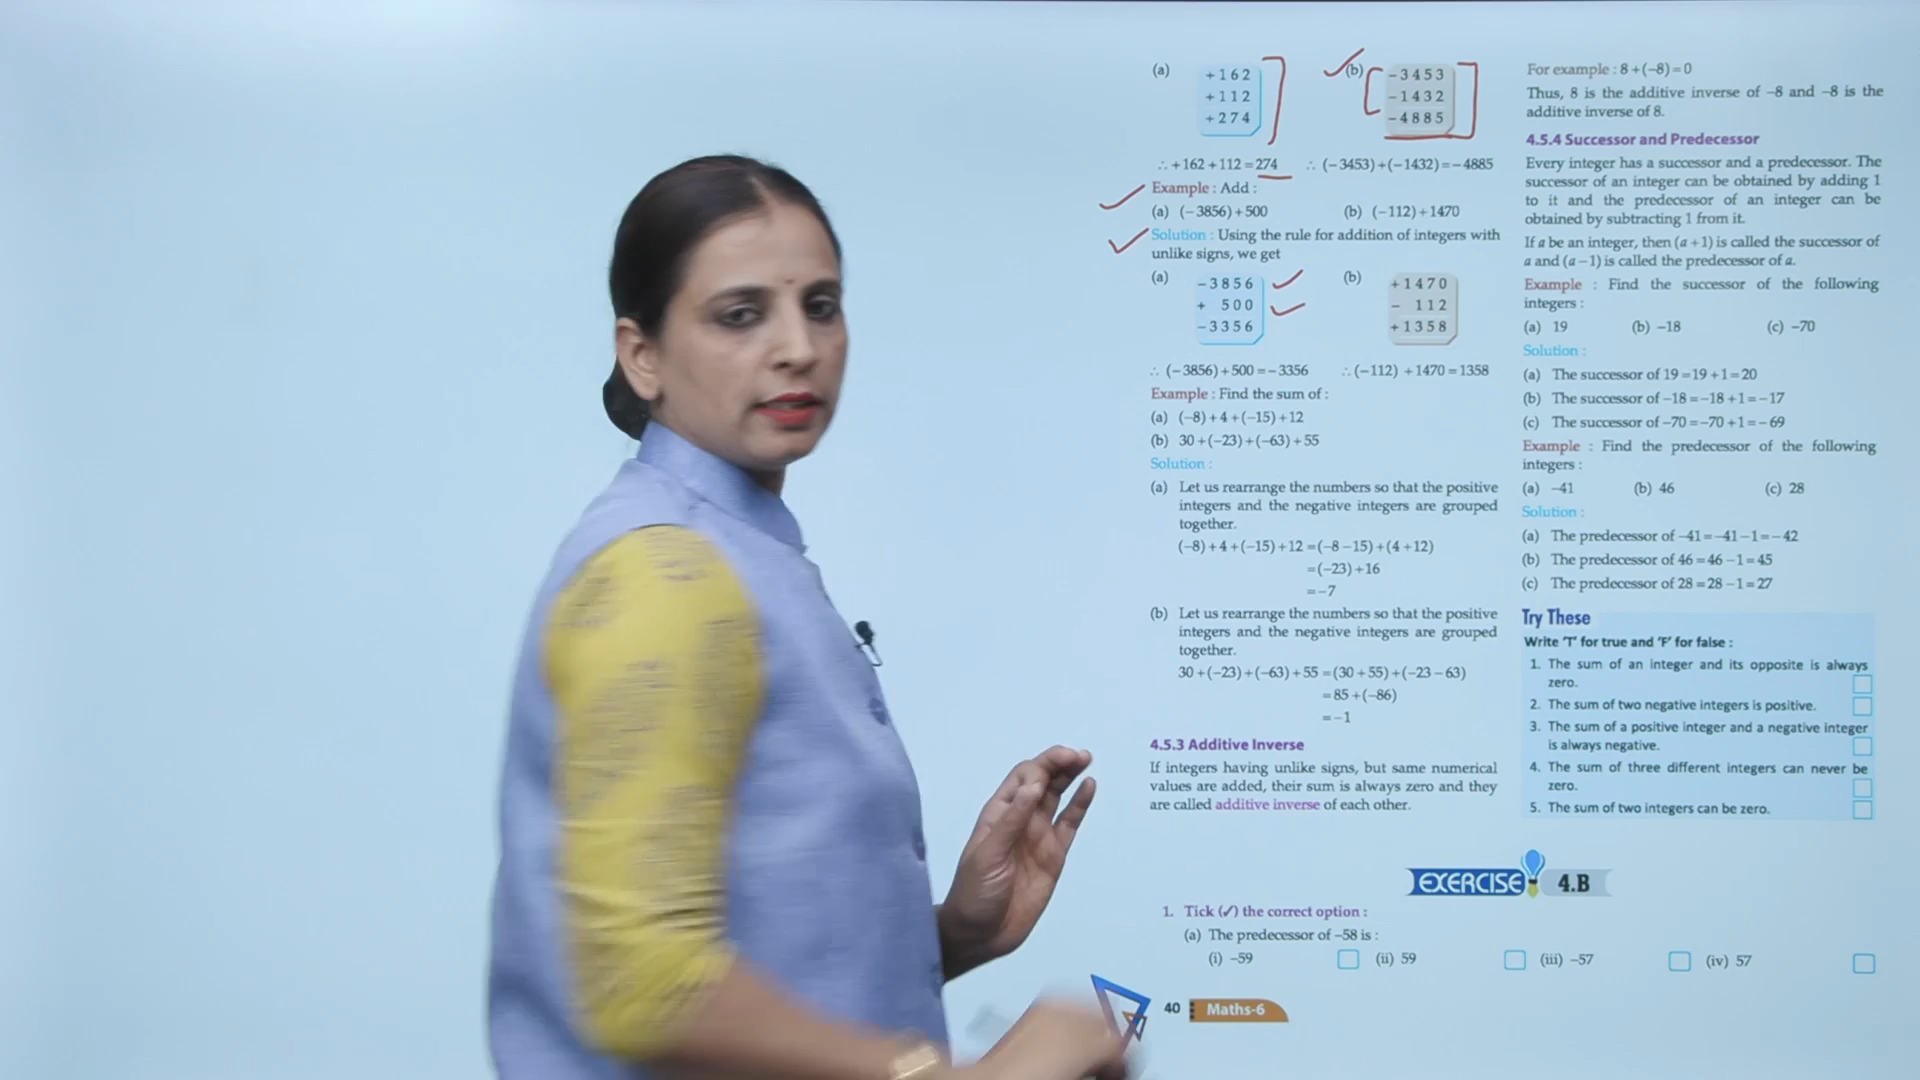 (a)
+162
+112
+274
(b)
-3453
-1432
-4885
∴ +162+112=274
∴ (−3453)+(−1432)=−4885
Example : Add :
(a) (−3856)+500
(b) (−112)+1470
Solution : Using the rule for addition of integers with
unlike signs, we get
(a)
-3856
+ 500
-3356
(b)
+1470
- 112
+1358
∴ (−3856)+500=−3356
∴ (−112) +1470=1358
Example : Find the sum of :
(a) (−8)+4+(−15)+12
(b) 30+(−23)+(−63)+55
Solution :
(a) Let us rearrange the numbers so that the positive
integers and the negative integers are grouped
together.
(−8)+4+(−15)+12=(−8−15)+(4+12)
=(−23)+16
=−7
(b) Let us rearrange the numbers so that the positive
integers and the negative integers are grouped
together.
30+(−23)+(−63)+55=(30+55)+(−23−63)
=85+(−86)
=−1
4.5.3 Additive Inverse
If integers having unlike signs, but same numerical
values are added, their sum is always zero and they
are called additive inverse of each other.
For example : 8+(−8)=0
Thus, 8 is the additive inverse of −8 and −8 is the
additive inverse of 8.
4.5.4 Successor and Predecessor
Every integer has a successor and a predecessor. The
successor of an integer can be obtained by adding 1
to it and the predecessor of an integer can be
obtained by subtracting 1 from it.
If a be an integer, then (a+1) is called the successor of
a and (a−1) is called the predecessor of a.
Example : Find the successor of the following
integers :
(a) 19 (b) −18 (c) −70
Solution :
(a) The successor of 19=19+1=20
(b) The successor of −18=−18+1=−17
(c) The successor of −70=−70+1=−69
Example : Find the predecessor of the following
integers :
(a) −41 (b) 46 (c) 28
Solution :
(a) The predecessor of −41=−41−1=−42
(b) The predecessor of 46=46−1=45
(c) The predecessor of 28=28−1=27
Try These
Write 'T' for true and 'F' for false :
1. The sum of an integer and its opposite is always
zero.
2. The sum of two negative integers is positive.
3. The sum of a positive integer and a negative integer
is always negative.
4. The sum of three different integers can never be
zero.
5. The sum of two integers can be zero.
EXERCISE 4.B
1. Tick (✓) the correct option :
(a) The predecessor of −58 is :
(i) −59 (ii) 59 (iii) −57 (iv) 57
40 Maths-6